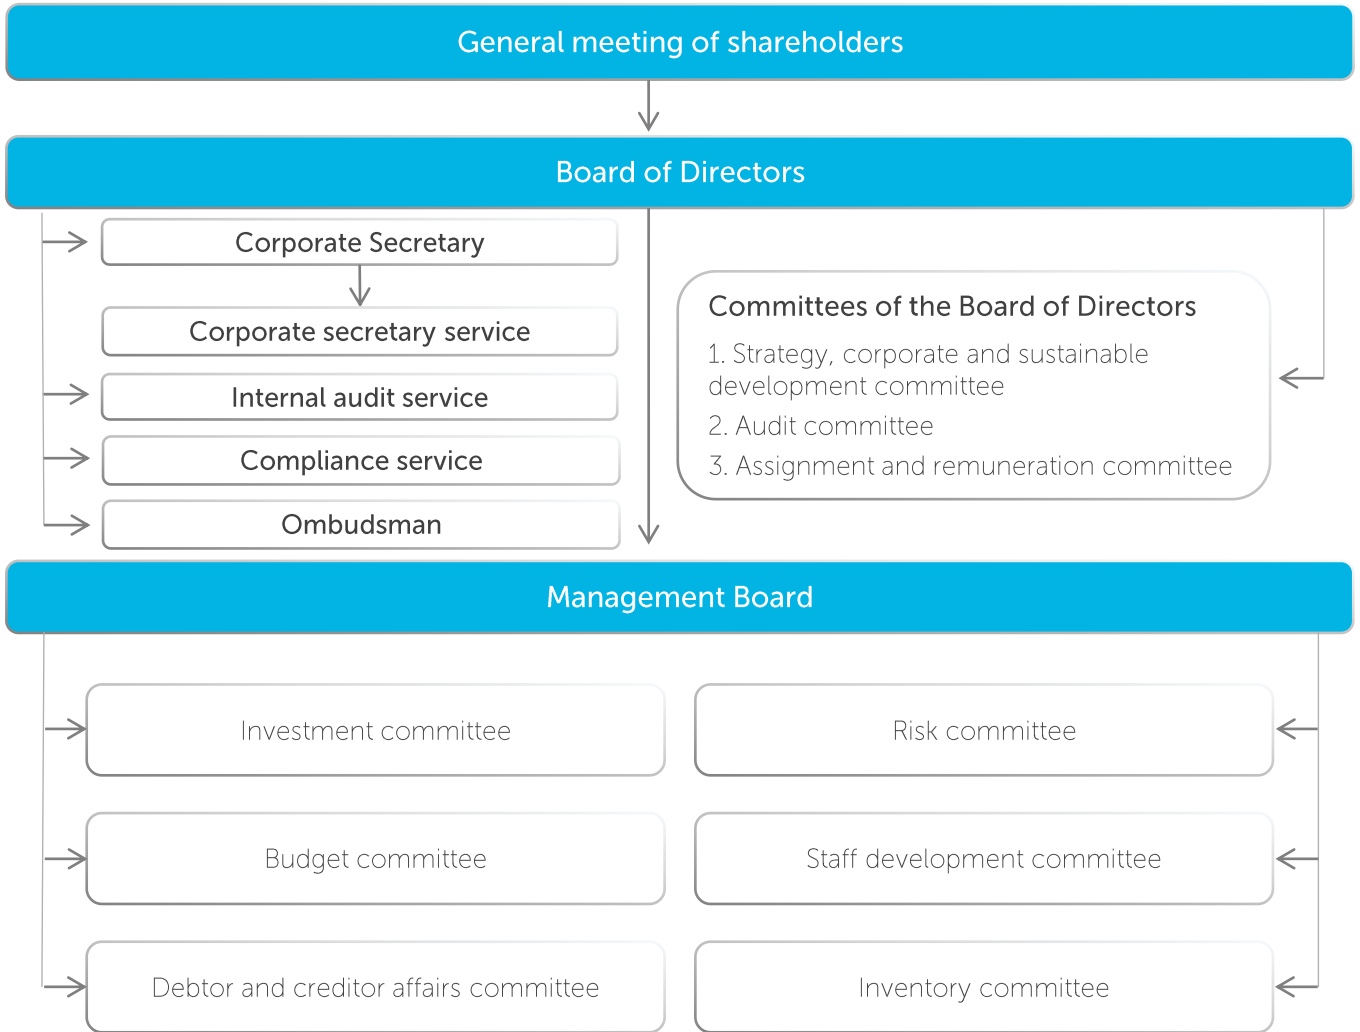 General meeting of shareholders
Board of Directors
Corporate Secretary
Corporate secretary service
Internal audit service
Compliance service
Ombudsman
Committees of the Board of Directors
1. Strategy, corporate and sustainable
development committee
2. Audit committee
3. Assignment and remuneration committee
Management Board
Investment committee
Risk committee
Budget committee
Staff development committee
Debtor and creditor affairs committee
Inventory committee